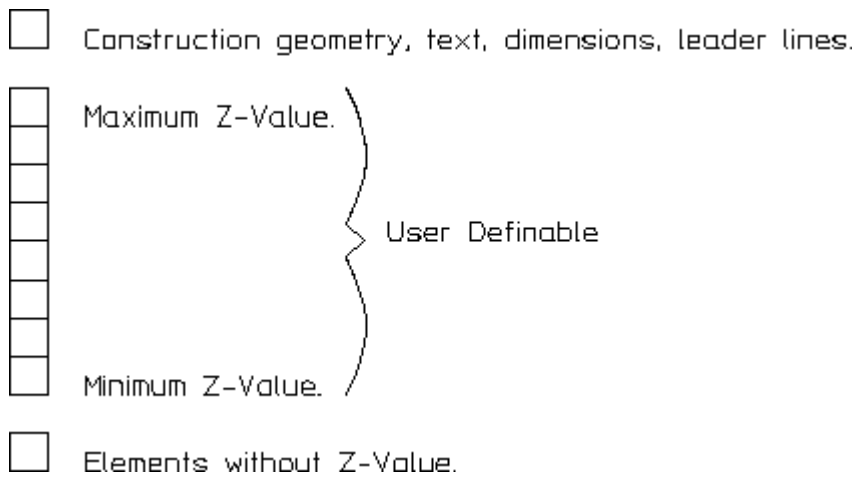 Construction geometry, text, dimensions, leader lines.
Maximum Z-Value.
User Definable
Minimum Z-Value.
Elements without Z-Value.